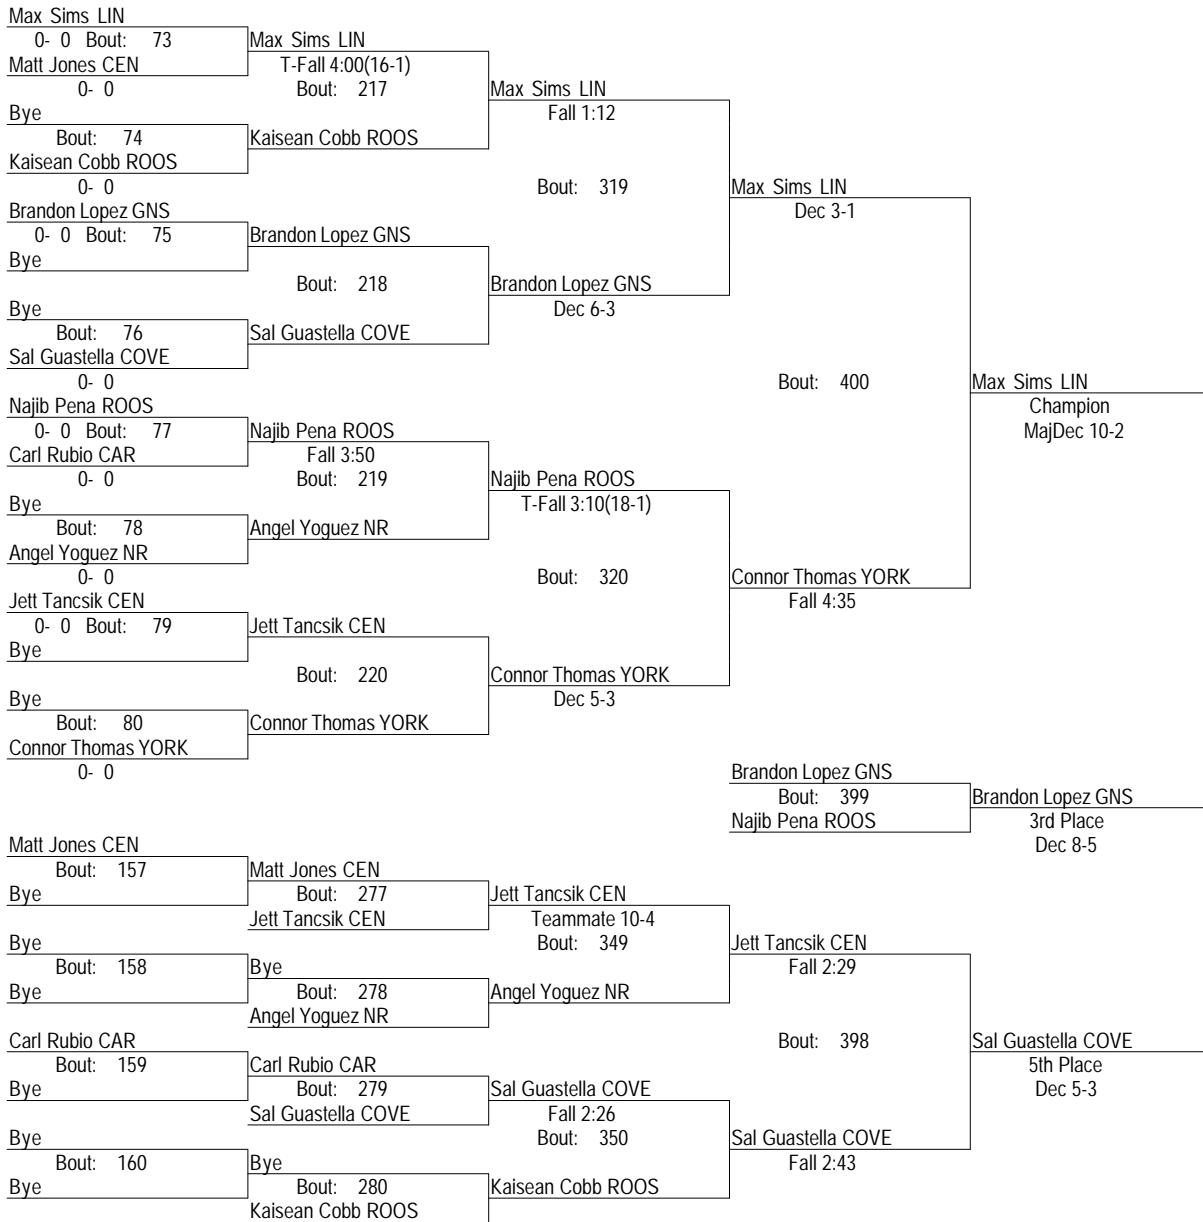 Max Sims LIN
0- 0 Bout: 73
Matt Jones CEN
0- 0
Bye
Bout: 74
Kaisean Cobb ROOS
0- 0
Brandon Lopez GNS
0- 0 Bout: 75
Bye
Bye
Bout: 76
Sal Guastella COVE
0- 0
Najib Pena ROOS
0- 0 Bout: 77
Carl Rubio CAR
0- 0
Bye
Bout: 78
Angel Yoguez NR
0- 0
Jett Tancsik CEN
0- 0 Bout: 79
Bye
Bye
Bout: 80
Connor Thomas YORK
0- 0
Max Sims LIN
T-Fall 4:00(16-1)
Bout: 217
Kaisean Cobb ROOS
Brandon Lopez GNS
Bout: 218
Sal Guastella COVE
Najib Pena ROOS
Fall 3:50
Bout: 219
Angel Yoguez NR
Jett Tancsik CEN
Bout: 220
Connor Thomas YORK
Max Sims LIN
Fall 1:12
Bout: 319
Brandon Lopez GNS
Dec 6-3
Najib Pena ROOS
T-Fall 3:10(18-1)
Bout: 320
Connor Thomas YORK
Dec 5-3
Max Sims LIN
Dec 3-1
Bout: 400
Connor Thomas YORK
Fall 4:35
Max Sims LIN
Champion
MajDec 10-2
Brandon Lopez GNS
Bout: 399
Najib Pena ROOS
Brandon Lopez GNS
3rd Place
Dec 8-5
Matt Jones CEN
Bout: 157
Bye
Bye
Bout: 158
Bye
Carl Rubio CAR
Bout: 159
Bye
Bye
Bout: 160
Bye
Matt Jones CEN
Bout: 277
Jett Tancsik CEN
Bye
Bout: 278
Angel Yoguez NR
Carl Rubio CAR
Bout: 279
Sal Guastella COVE
Bye
Bout: 280
Kaisean Cobb ROOS
Jett Tancsik CEN
Teammate 10-4
Bout: 349
Angel Yoguez NR
Sal Guastella COVE
Fall 2:26
Bout: 350
Kaisean Cobb ROOS
Jett Tancsik CEN
Fall 2:29
Bout: 398
Sal Guastella COVE
Fall 2:43
Sal Guastella COVE
5th Place
Dec 5-3